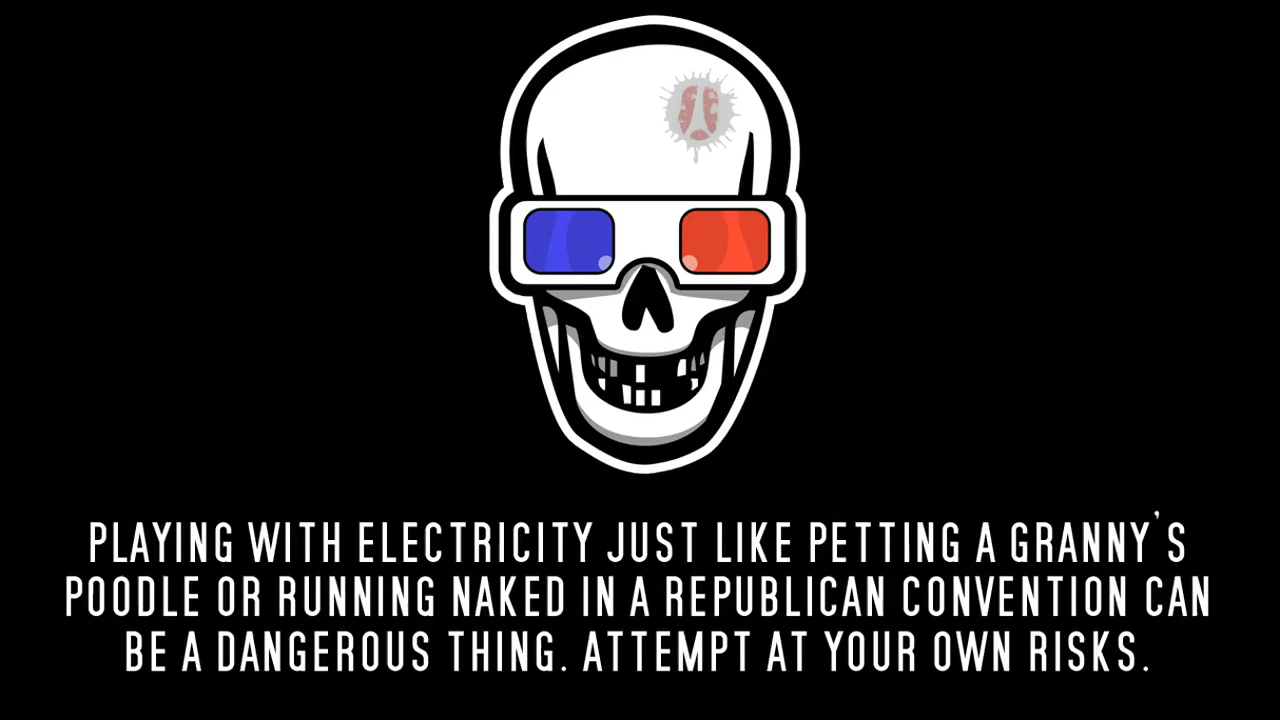 PLAYING WITH ELECTRICITY JUST LIKE PETTING A GRANNY'S
POODLE OR RUNNING NAKED IN A REPUBLICAN CONVENTION CAN
BE A DANGEROUS THING. ATTEMPT AT YOUR OWN RISKS.